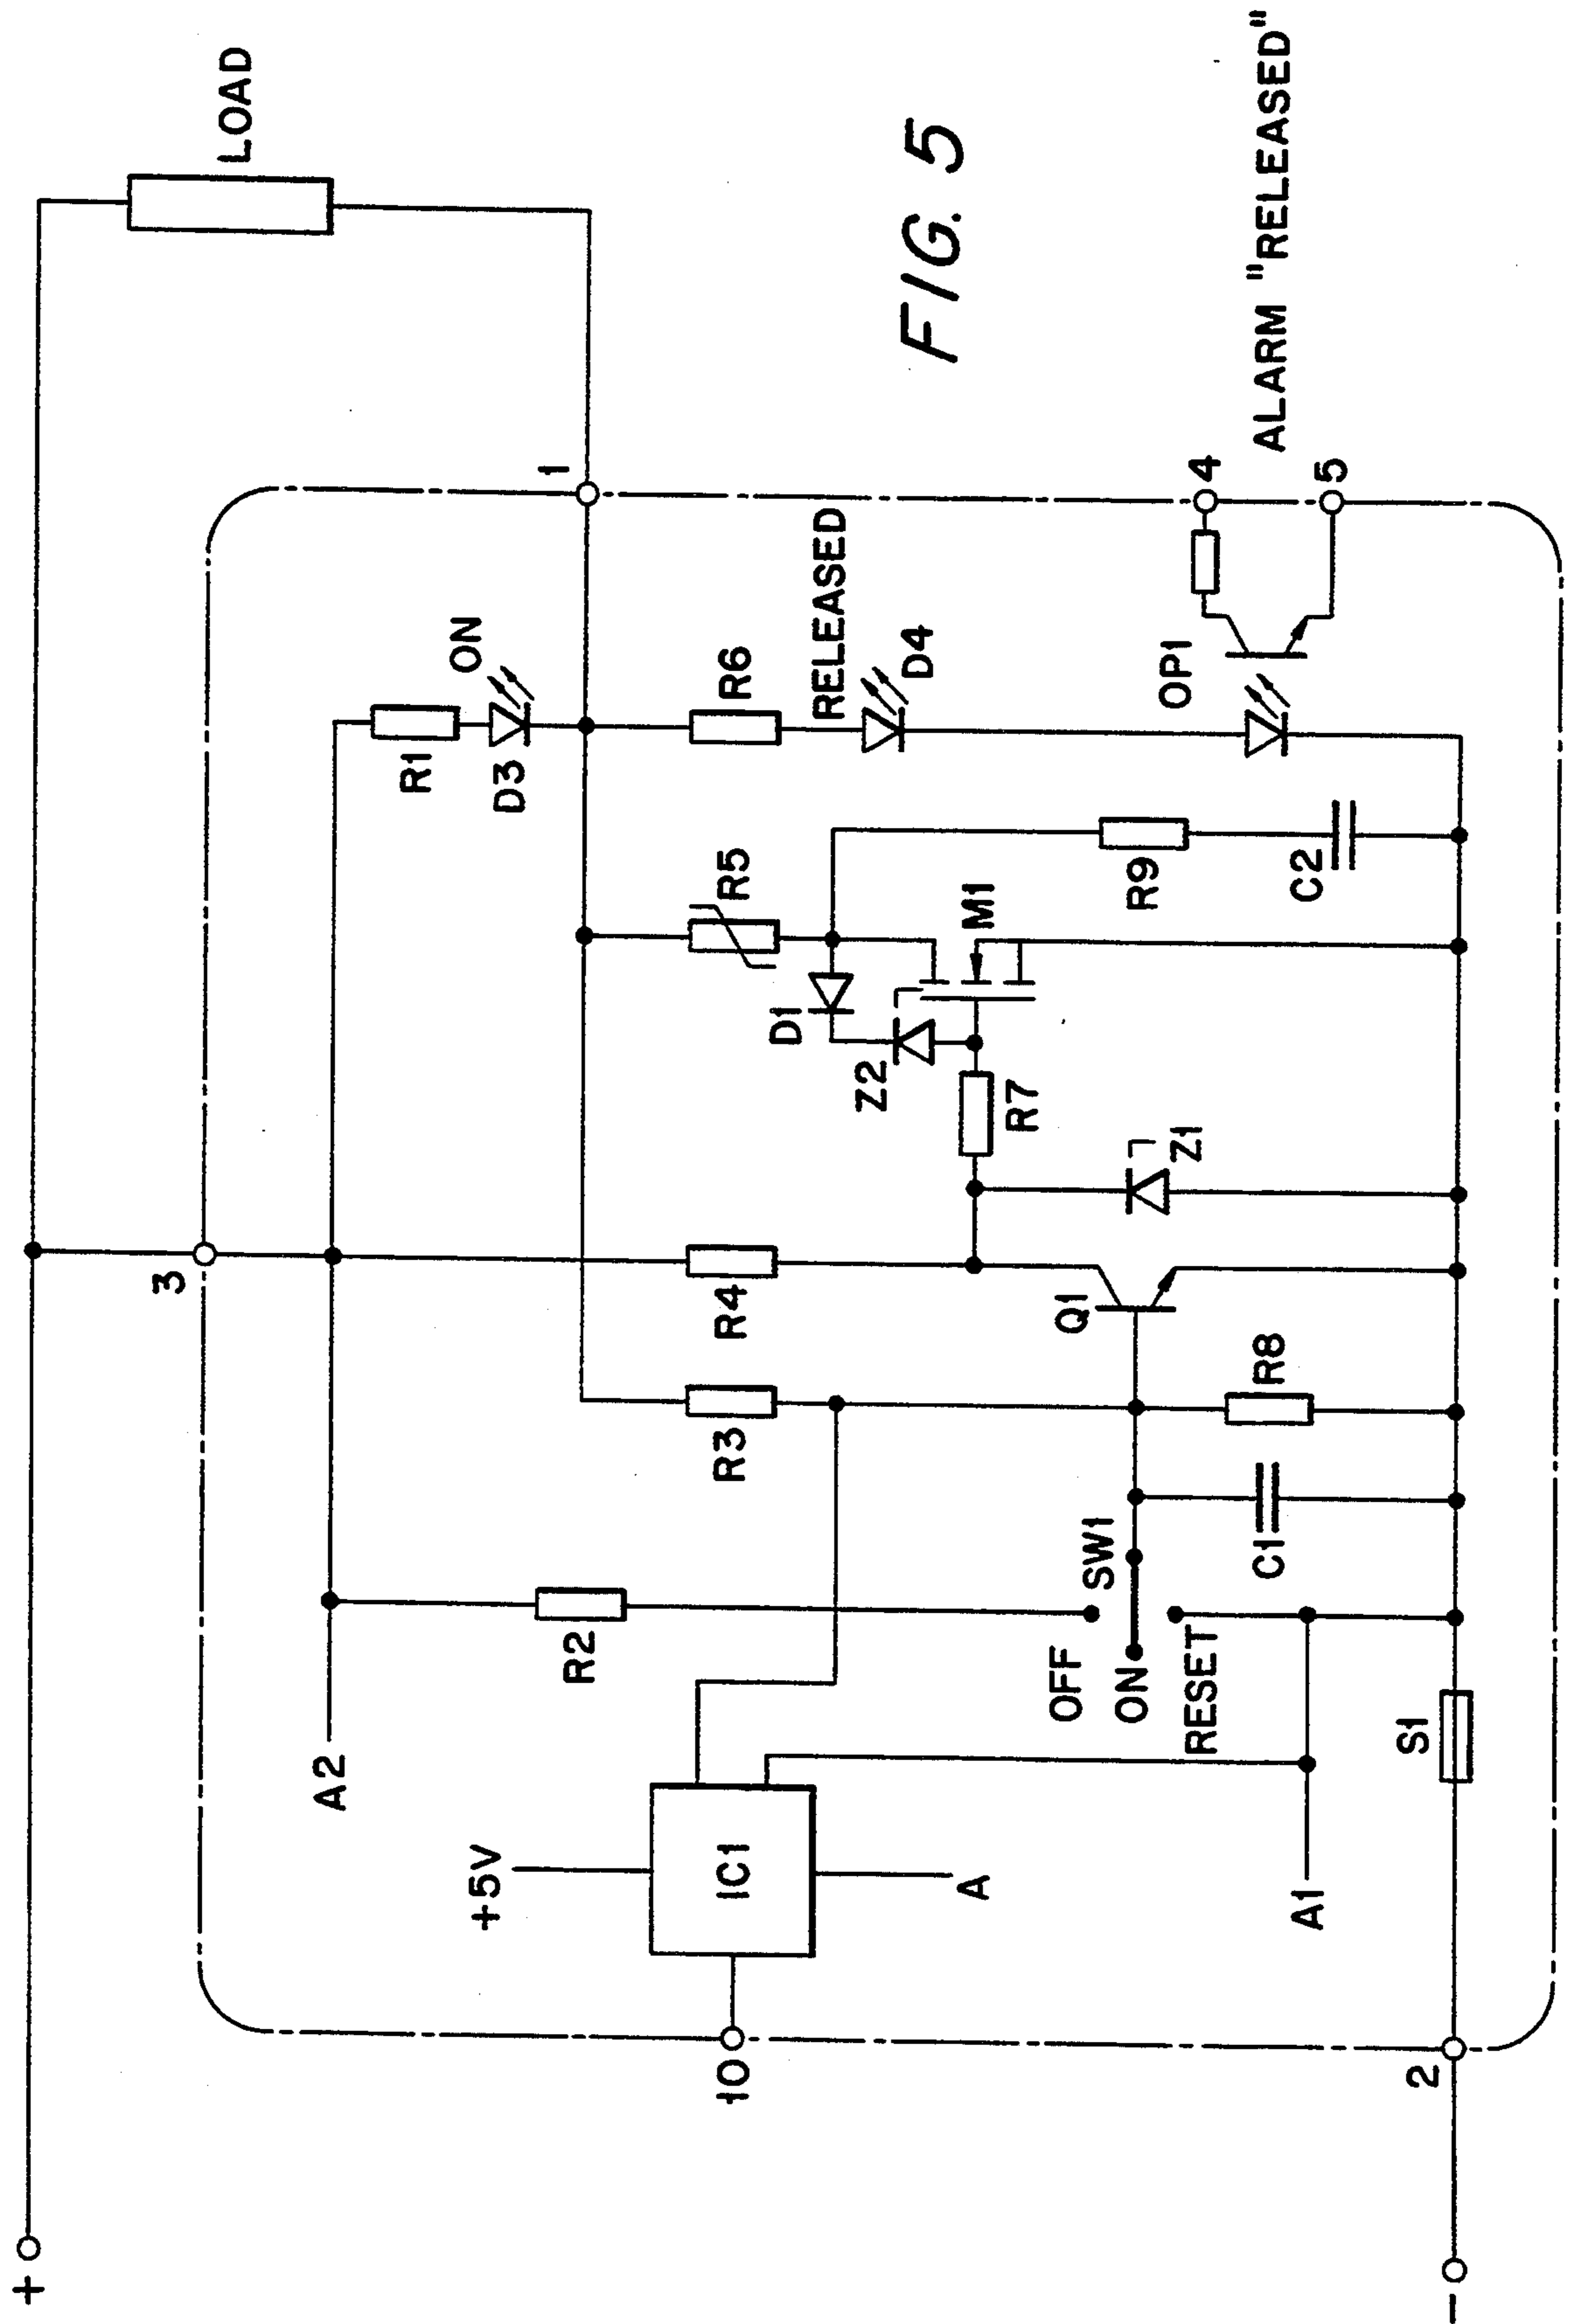 +
LOAD
3
A2
R1
ON
D3
1
+5V
IC1
10
A
R2
R3
R4
R5
R6
RELEASED
D4
D1
Z2
M1
R7
R9
C2
OFF
ON
SW1
RESET
Q1
Z1
C1
R8
OP1
4
5
ALARM "RELEASED"
A1
S1
2
-
FIG. 5